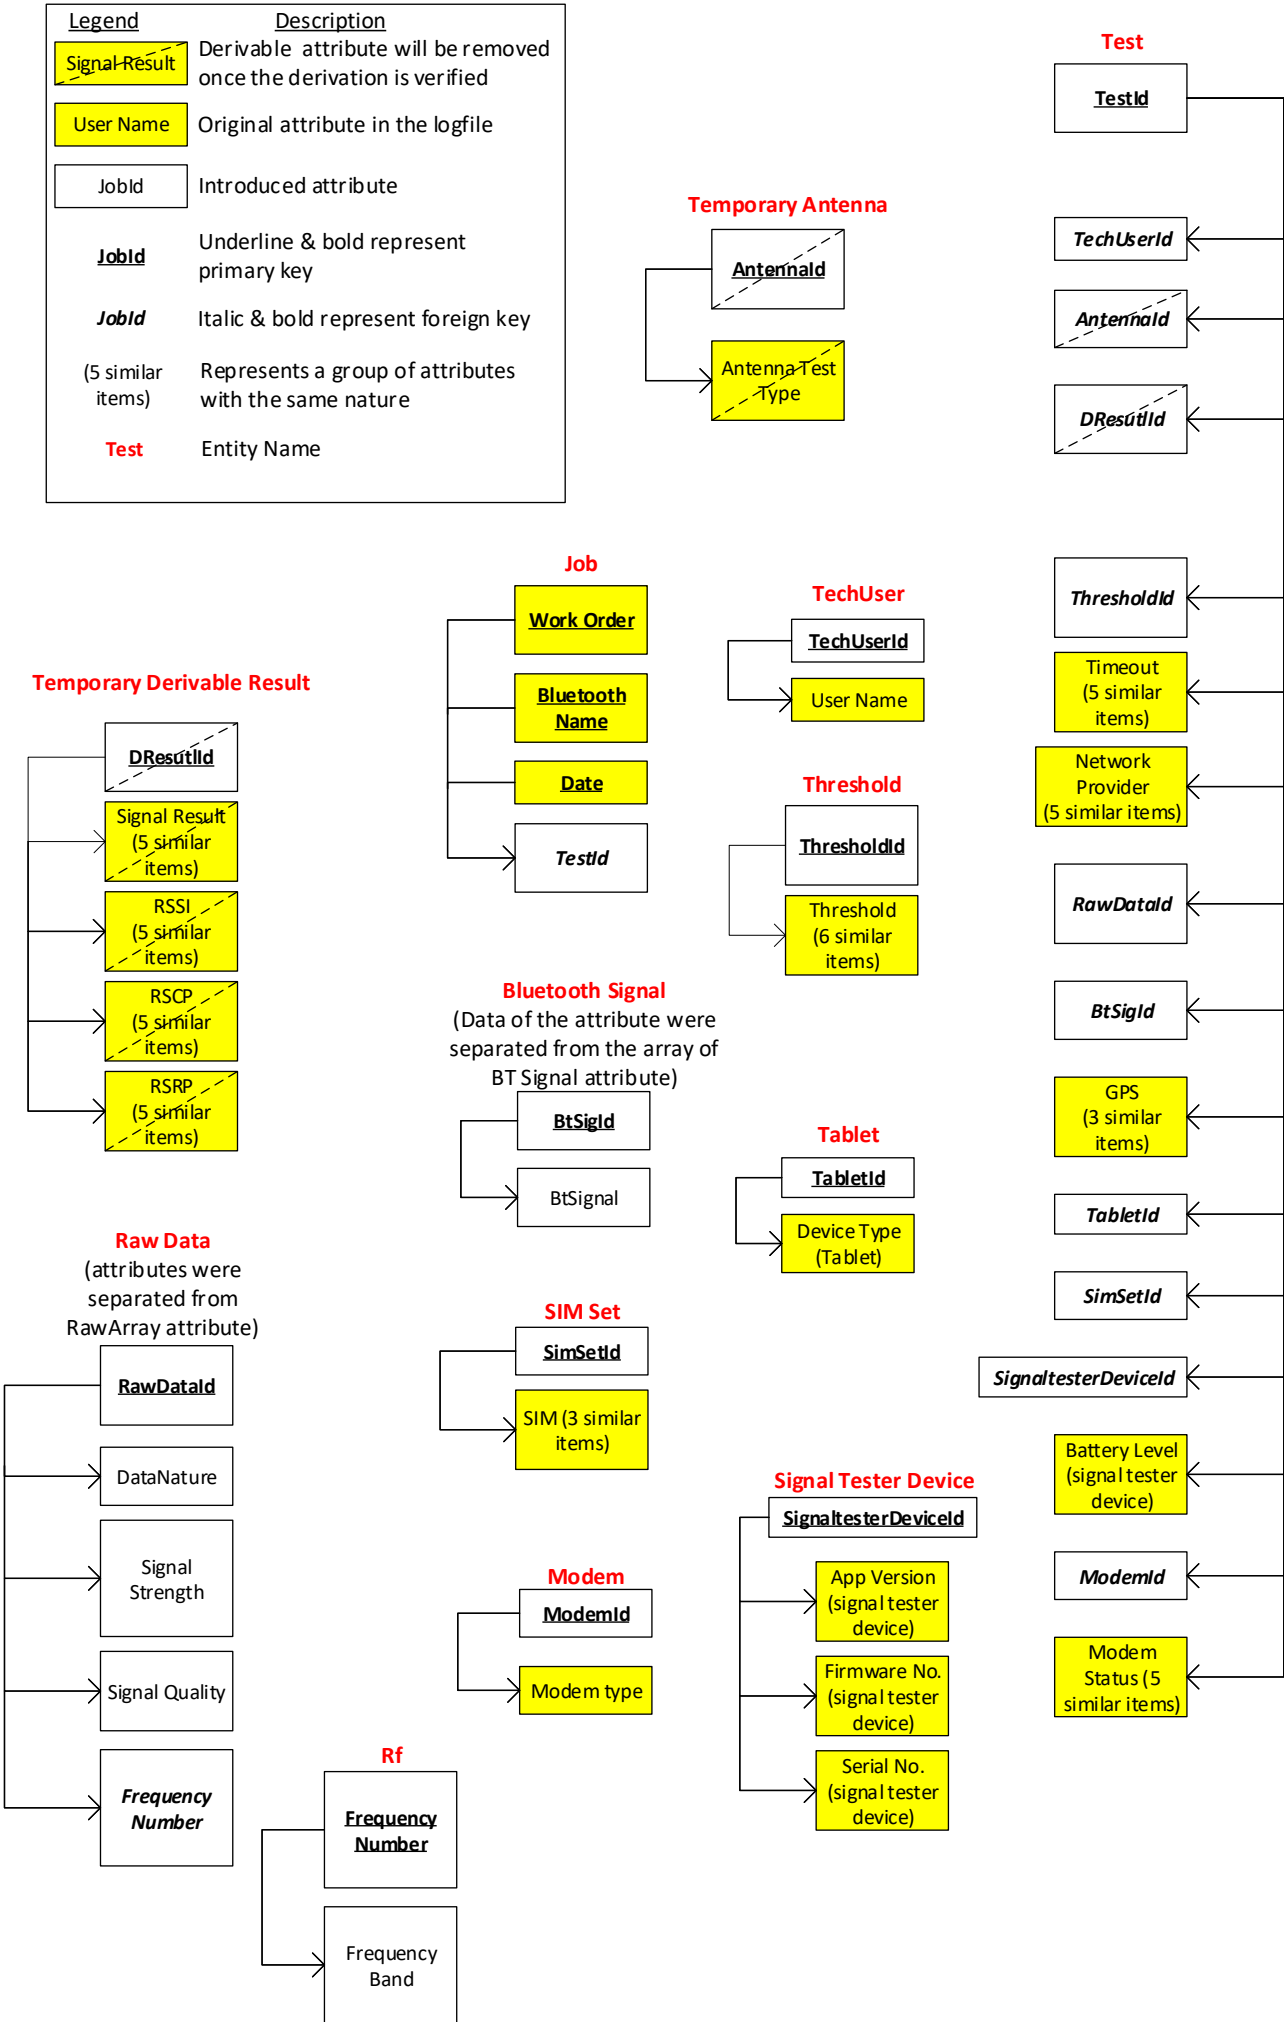 Legend
Description
Signal Result
Derivable attribute will be removed
once the derivation is verified
User Name
Original attribute in the logfile
JobId
Introduced attribute
JobId
Underline & bold represent
primary key
JobId
Italic & bold represent foreign key
(5 similar
items)
Represents a group of attributes
with the same nature
Test
Entity Name
Temporary Antenna
AntennaId
Antenna Test
Type
Test
TestId
TechUserId
AntennaId
DResutlId
ThresholdId
Timeout
(5 similar
items)
Network
Provider
(5 similar items)
RawDataId
BtSigId
GPS
(3 similar
items)
TabletId
SimSetId
SignaltesterDeviceId
Battery Level
(signal tester
device)
ModemId
Modem
Status (5
similar items)
Job
Work Order
Bluetooth
Name
Date
TestId
TechUser
TechUserId
User Name
Temporary Derivable Result
DResutlId
Signal Result
(5 similar
items)
RSSI
(5 similar
items)
RSCP
(5 similar
items)
RSRP
(5 similar
items)
Threshold
ThresholdId
Threshold
(6 similar
items)
Bluetooth Signal
(Data of the attribute were
separated from the array of
BT Signal attribute)
BtSigId
BtSignal
Tablet
TabletId
Device Type
(Tablet)
Raw Data
(attributes were
separated from
RawArray attribute)
RawDataId
DataNature
Signal
Strength
Signal Quality
Frequency
Number
SIM Set
SimSetId
SIM (3 similar
items)
Signal Tester Device
SignaltesterDeviceId
App Version
(signal tester
device)
Firmware No.
(signal tester
device)
Serial No.
(signal tester
device)
Modem
ModemId
Modem type
Rf
Frequency
Number
Frequency
Band